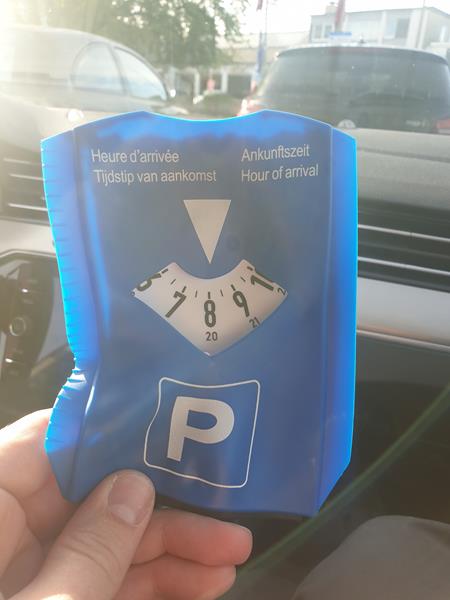 Heure d'arrivée
Tijdstip van aankomst
Ankunftszeit
Hour of arrival
7 8 9
20 21
P